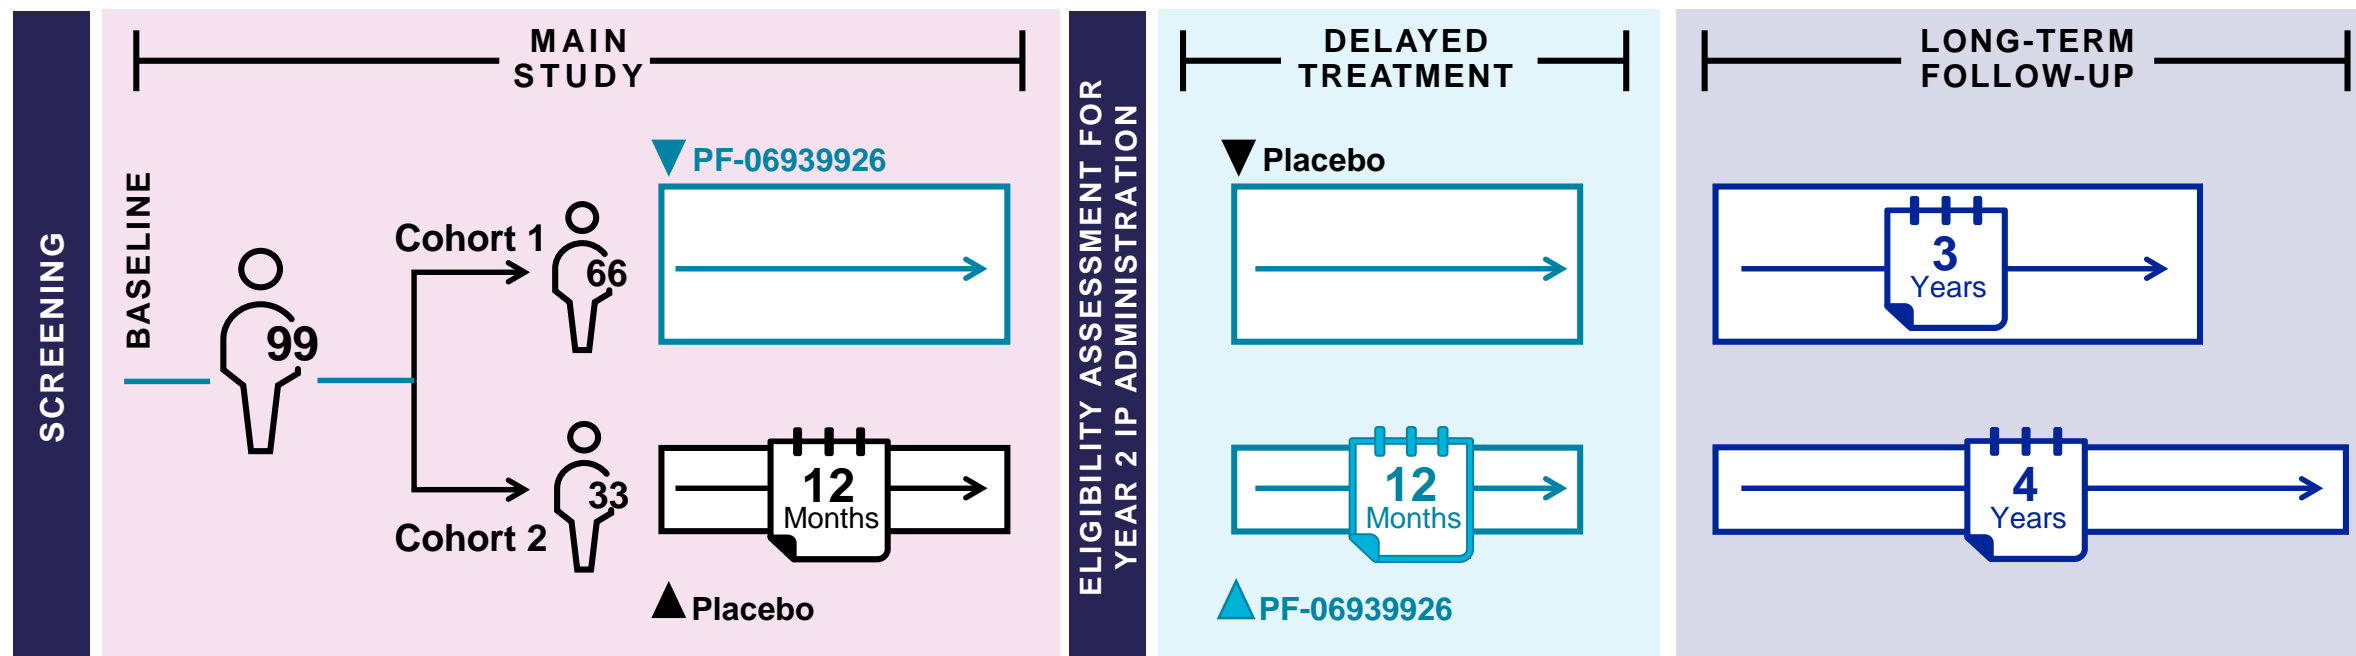 SCREENING
MAIN
STUDY
BASELINE
99
Cohort 1
66
PF-06939926
Cohort 2
33
12
Months
Placebo
ELIGIBILITY ASSESSMENT FOR
YEAR 2 IP ADMINISTRATION
DELAYED
TREATMENT
Placebo
12
Months
PF-06939926
LONG-TERM
FOLLOW-UP
3
Years
4
Years